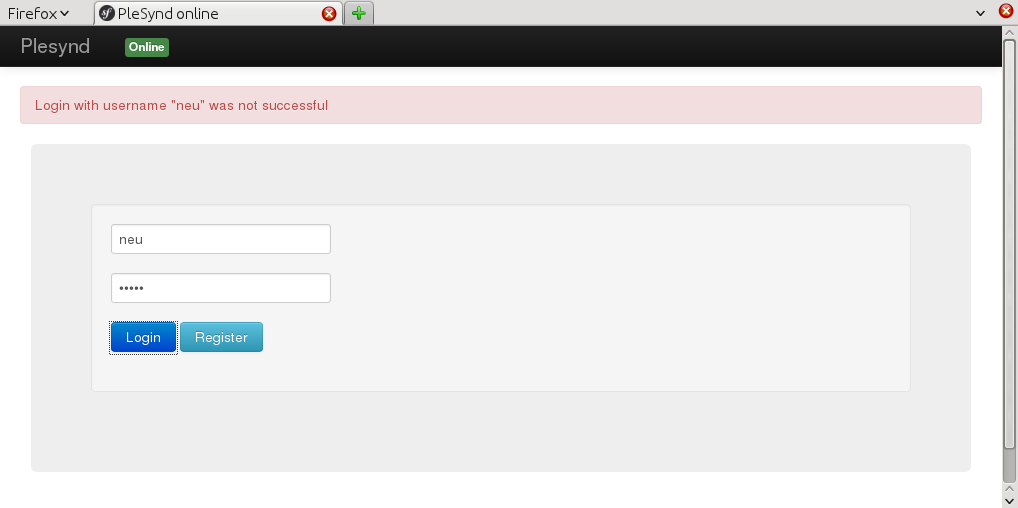 Firefox
PleSynd online
Plesynd
Online
Login with username "neu" was not successful
neu
•••••
Login
Register